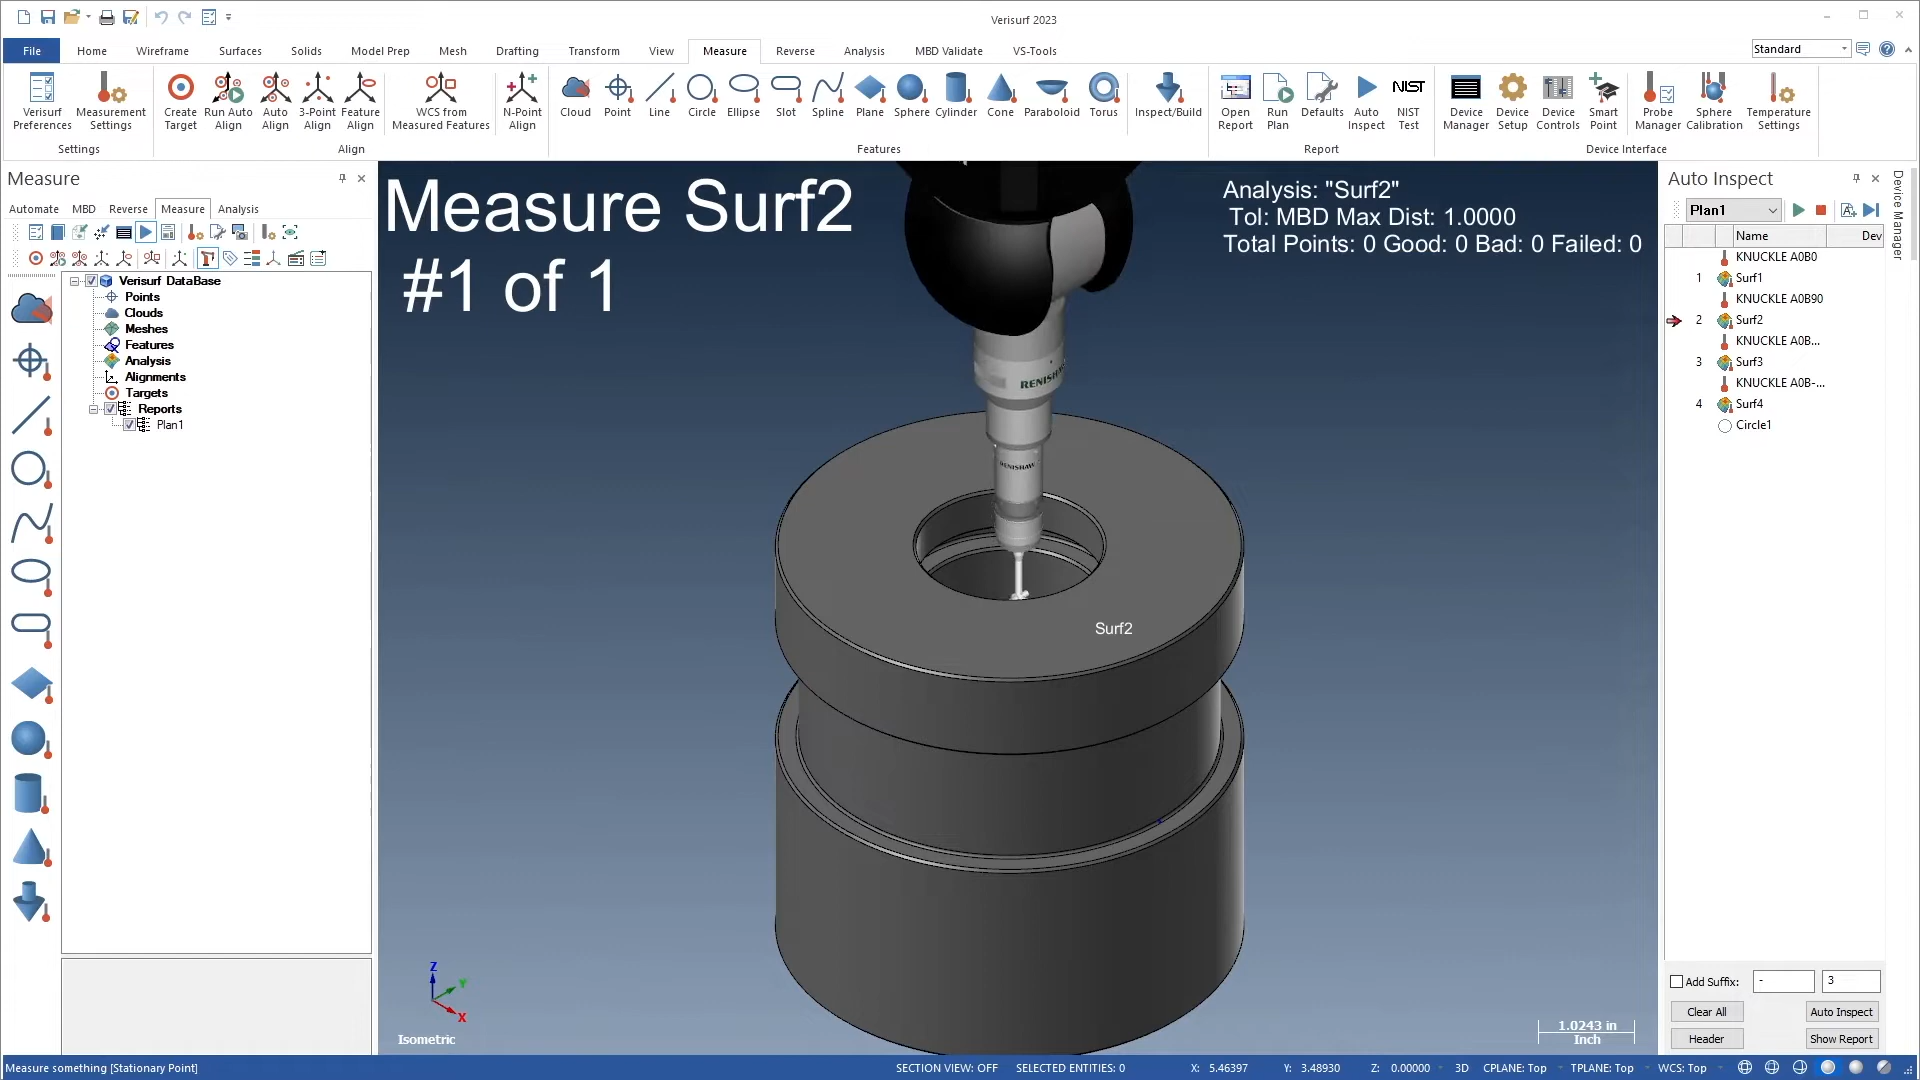 Verisurf 2023
File Home Wireframe Surfaces Solids Model Prep Mesh Drafting Transform View Measure Reverse Analysis MBD Validate VS-Tools Standard
Verisurf Preferences
Measurement Settings
Settings
Create Target
Run Auto Align
Auto Align
3-Point Align
Feature Align
WCS from Measured Features
N-Point Align
Align
Cloud Point Line Circle Ellipse Slot Spline Plane Sphere Cylinder Cone Paraboloid Torus Inspect/Build
Features
Open Report
Run Plan
Defaults
Auto Inspect
NIST
NIST Test
Report
Device Manager
Device Setup
Device Controls
Smart Point
Probe Manager
Sphere Calibration
Temperature Settings
Device Interface
Measure
Automate MBD Reverse Measure Analysis
Verisurf DataBase
Points
Clouds
Meshes
Features
Analysis
Alignments
Targets
Reports
Plan1
Measure Surf2
#1 of 1
Analysis: "Surf2"
Tol: MBD Max Dist: 1.0000
Total Points: 0 Good: 0 Bad: 0 Failed: 0
RENISHAW
RENISHAW
Surf2
Z
Y
X
Isometric
1.0243 in
Inch
Auto Inspect
Plan1
Name Dev
KNUCKLE A0B0
1 Surf1
KNUCKLE A0B90
2 Surf2
KNUCKLE A0B...
3 Surf3
KNUCKLE A0B-...
4 Surf4
Circle1
Add Suffix: - 3
Clear All Auto Inspect
Header Show Report
Device Manager
Measure something [Stationary Point] SECTION VIEW: OFF SELECTED ENTITIES: 0 X: 5.46397 Y: 3.48930 Z: 0.00000 3D CPLANE: Top TPLANE: Top WCS: Top